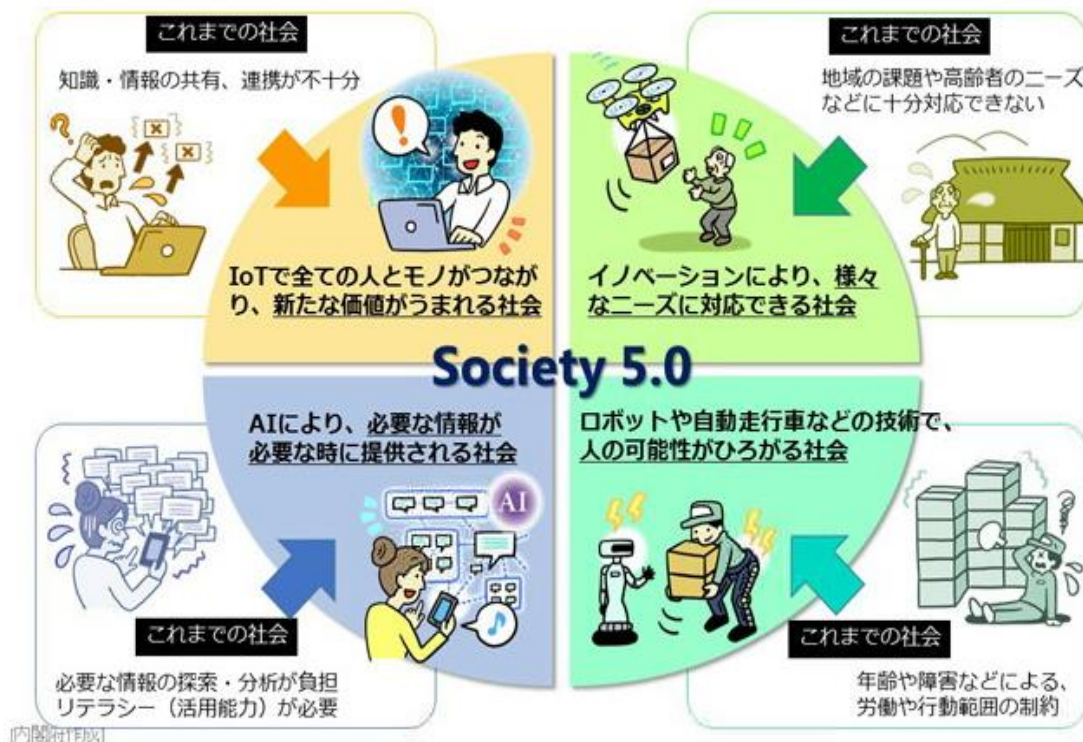 これまでの社会
知識・情報の共有、連携が不十分
IoTで全ての人とモノがつなが
り、新たな価値がうまれる社会
これまでの社会
地域の課題や高齢者のニーズ
などに十分対応できない
イノベーションにより、様々
なニーズに対応できる社会
Society 5.0
AIにより、必要な情報が
必要な時に提供される社会
AI
これまでの社会
必要な情報の探索・分析が負担
リテラシー（活用能力）が必要
ロボットや自動走行車などの技術で、
人の可能性がひろがる社会
これまでの社会
年齢や障害などによる、
労働や行動範囲の制約
[内閣府作成]